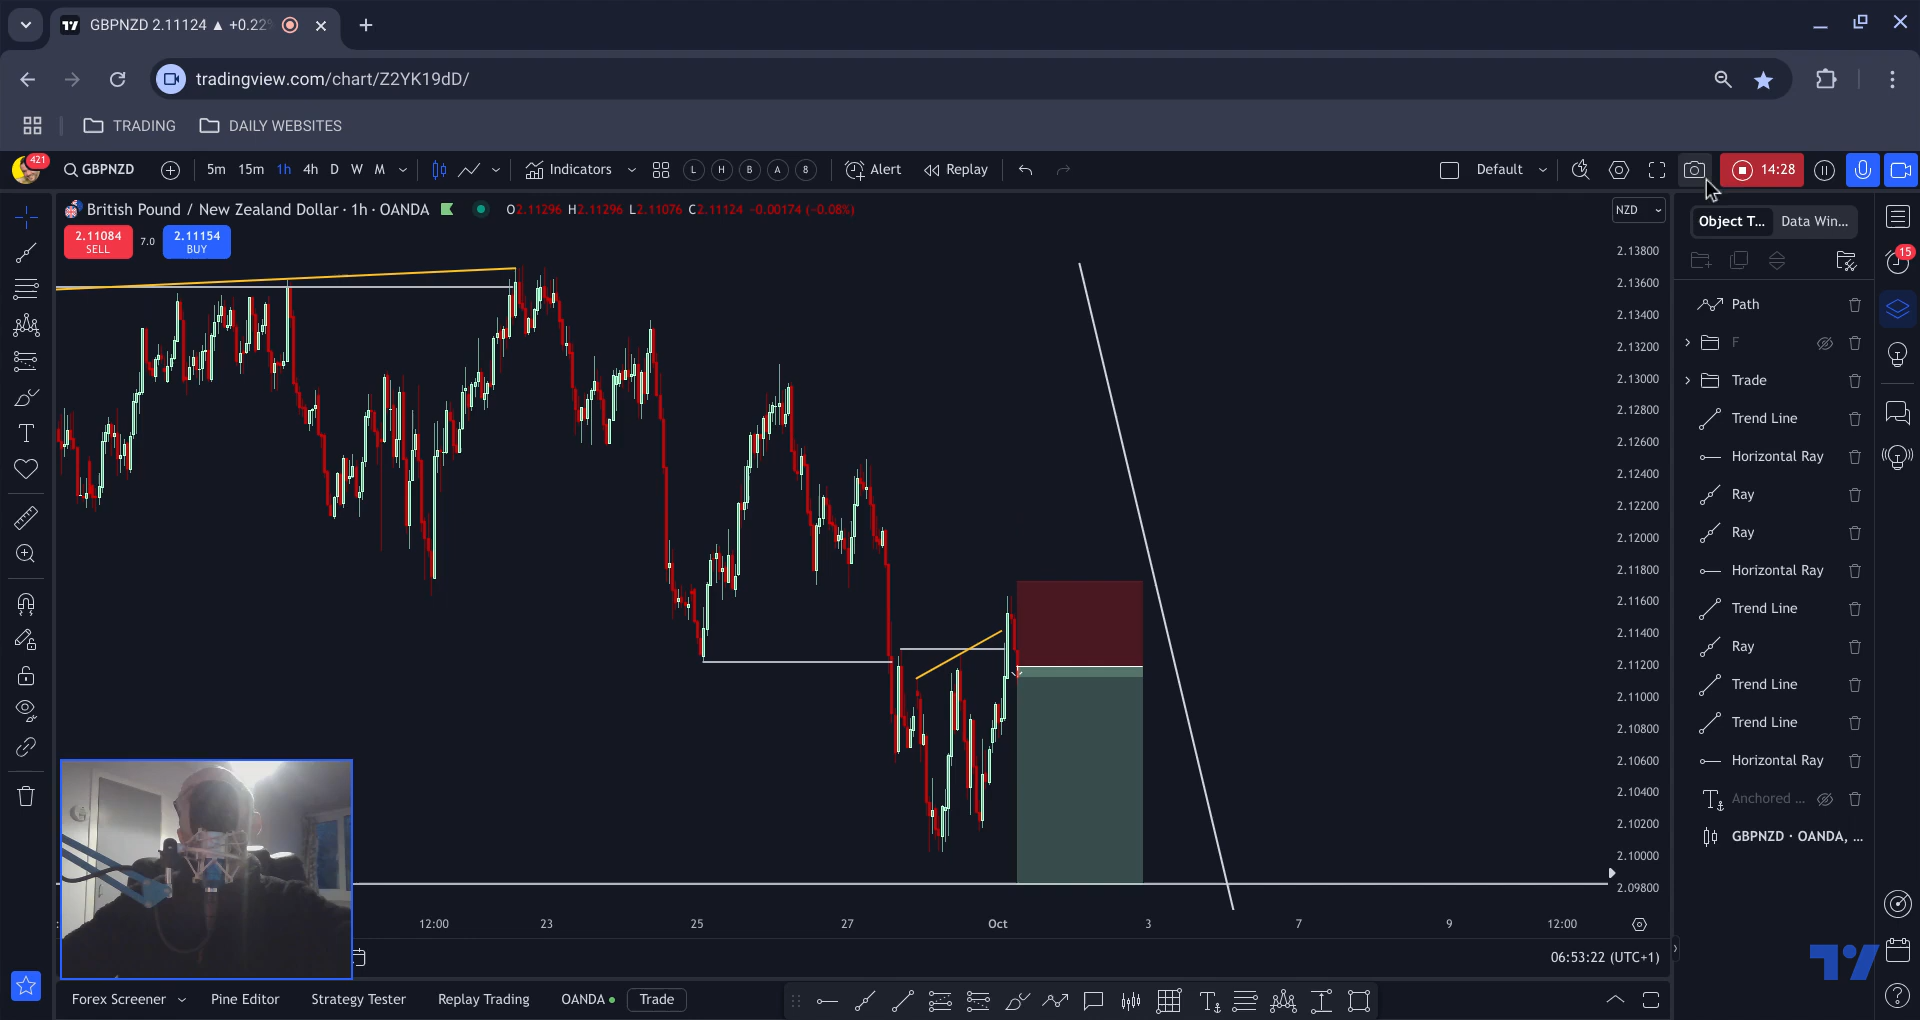 GBPNZD 2.11124 ▲ +0.22%
tradingview.com/chart/Z2YK19dD/
TRADING DAILY WEBSITES
421 GBPNZD 5m 15m 1h 4h D W M Indicators L H B A 8 Alert Replay Default 14:28
British Pound / New Zealand Dollar · 1h · OANDA O2.11296 H2.11296 L2.11076 C2.11124 −0.00174 (−0.08%) NZD
2.11084 SELL 7.0 2.11154 BUY
Object T... Data Win...
15
2.13800
2.13600
2.13400
2.13200
2.13000
2.12800
2.12600
2.12400
2.12200
2.12000
2.11800
2.11600
2.11400
2.11200
2.11000
2.10800
2.10600
2.10400
2.10200
2.10000
2.09800
Path
F
Trade
Trend Line
Horizontal Ray
Ray
Ray
Horizontal Ray
Trend Line
Ray
Trend Line
Trend Line
Horizontal Ray
Anchored ...
GBPNZD · OANDA, ...
12:00 23 25 27 Oct 3 7 9 12:00
06:53:22 (UTC+1)
Forex Screener Pine Editor Strategy Tester Replay Trading OANDA Trade